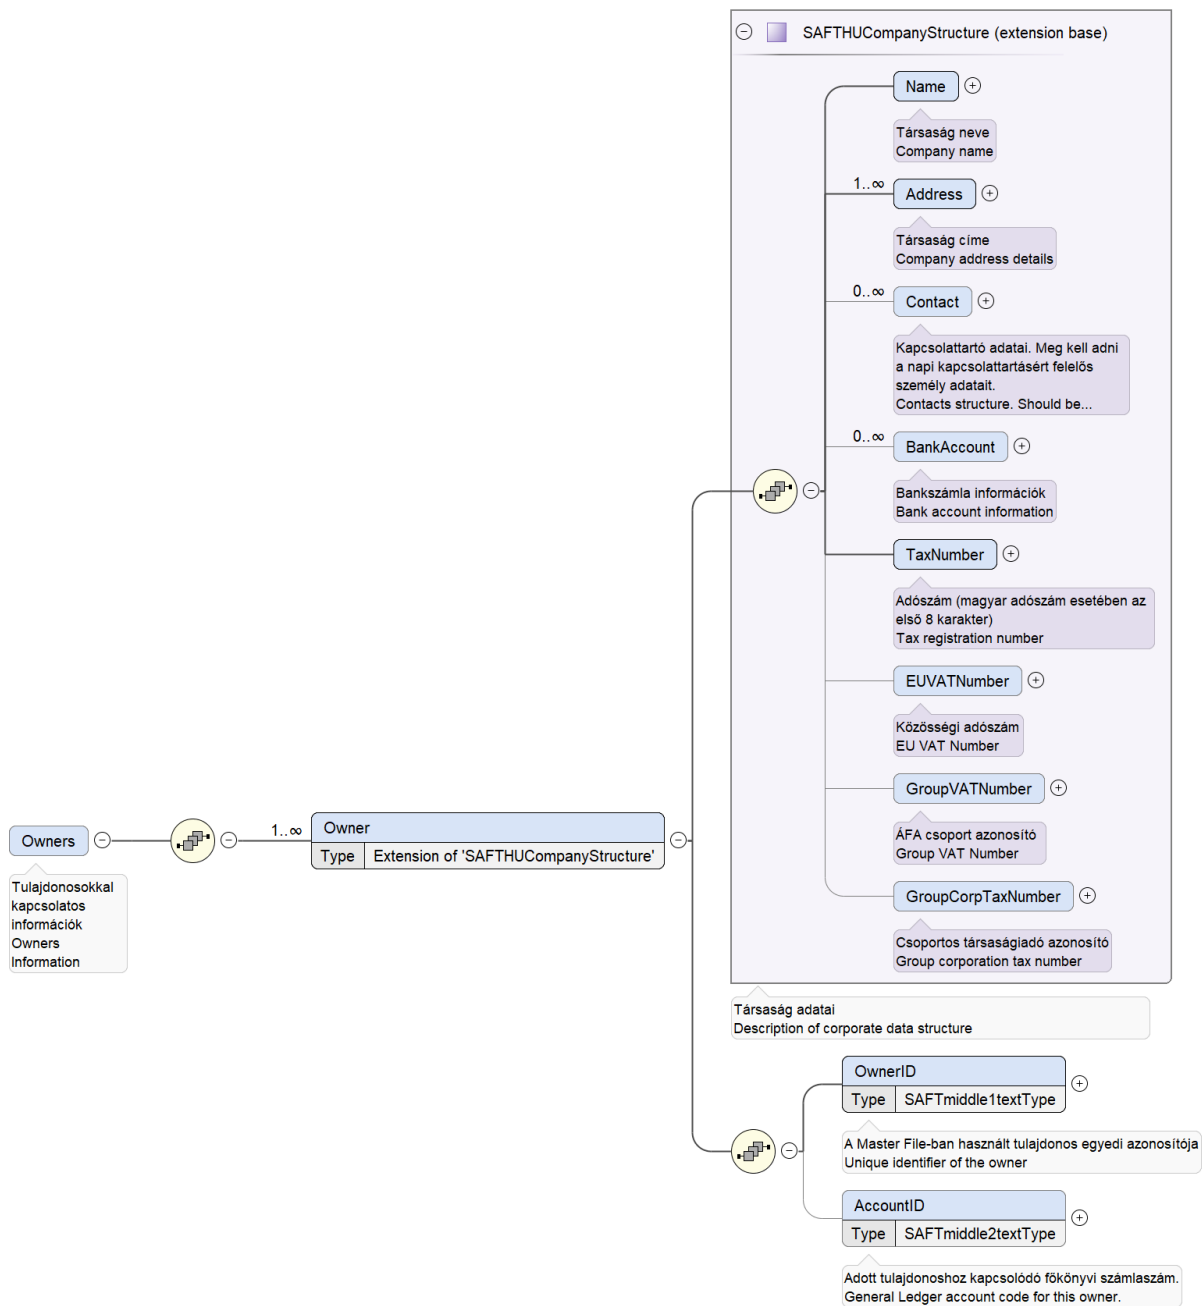 SAFTHUCompanyStructure (extension base)
Name
Társaság neve
Company name
1..∞
Address
Társaság címe
Company address details
0..∞
Contact
Kapcsolattartó adatai. Meg kell adni
a napi kapcsolattartásért felelős
személy adatait.
Contacts structure. Should be...
0..∞
BankAccount
Bankszámla információk
Bank account information
TaxNumber
Adószám (magyar adószám esetében az
első 8 karakter)
Tax registration number
EUVATNumber
Közösségi adószám
EU VAT Number
GroupVATNumber
ÁFA csoport azonosító
Group VAT Number
GroupCorpTaxNumber
Csoportos társaságiadó azonosító
Group corporation tax number
Társaság adatai
Description of corporate data structure
Owners
Tulajdonosokkal
kapcsolatos
információk
Owners
Information
1..∞
Owner
Type Extension of 'SAFTHUCompanyStructure'
OwnerID
Type SAFTmiddle1textType
A Master File-ban használt tulajdonos egyedi azonosítója
Unique identifier of the owner
AccountID
Type SAFTmiddle2textType
Adott tulajdonoshoz kapcsolódó főkönyvi számlaszám.
General Ledger account code for this owner.